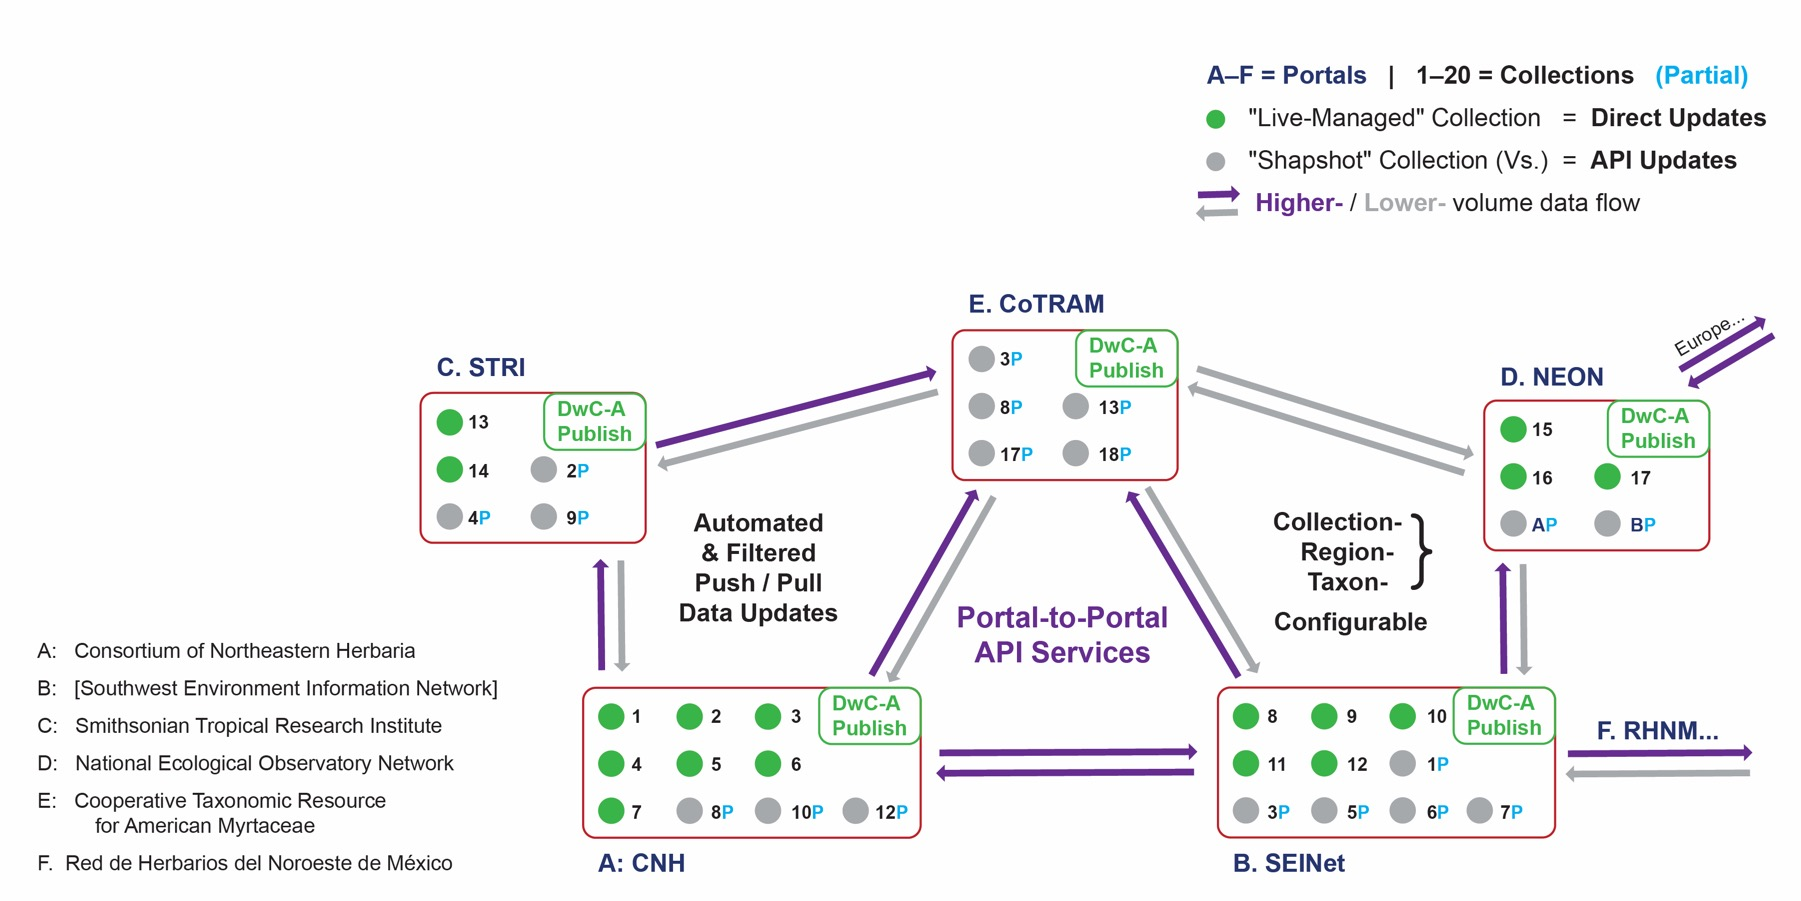 A–F = Portals | 1–20 = Collections (Partial)
"Live-Managed" Collection = Direct Updates
"Shapshot" Collection (Vs.) = API Updates
Higher- / Lower- volume data flow
E. CoTRAM
3P
DwC-A
Publish
8P
13P
17P
18P
C. STRI
13
DwC-A
Publish
14
2P
4P
9P
Europe...
D. NEON
15
DwC-A
Publish
16
17
AP
BP
Automated
& Filtered
Push / Pull
Data Updates
Collection-
Region-
Taxon-
}
Configurable
Portal-to-Portal
API Services
A: Consortium of Northeastern Herbaria
B: [Southwest Environment Information Network]
C: Smithsonian Tropical Research Institute
D: National Ecological Observatory Network
E: Cooperative Taxonomic Resource
for American Myrtaceae
F. Red de Herbarios del Noroeste de México
1 2 3
DwC-A
Publish
4 5 6
7 8P 10P 12P
A: CNH
8 9 10
DwC-A
Publish
11 12 1P
3P 5P 6P 7P
B. SEINet
F. RHNM...